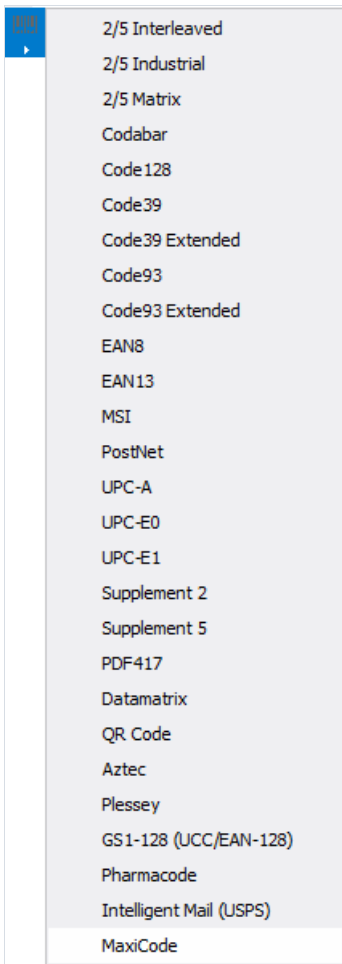 2/5 Interleaved
2/5 Industrial
2/5 Matrix
Codabar
Code128
Code39
Code39 Extended
Code93
Code93 Extended
EAN8
EAN13
MSI
PostNet
UPC-A
UPC-E0
UPC-E1
Supplement 2
Supplement 5
PDF417
Datamatrix
QR Code
Aztec
Plessey
GS1-128 (UCC/EAN-128)
Pharmacode
Intelligent Mail (USPS)
MaxiCode